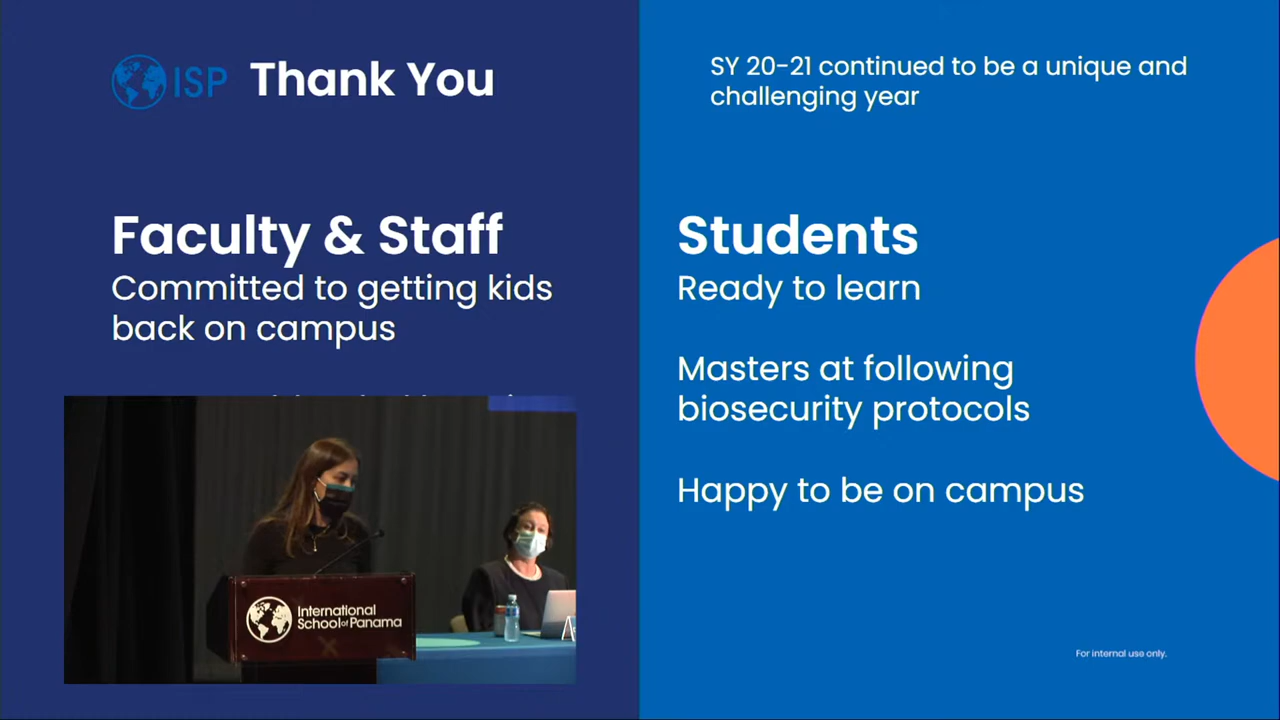 ISP Thank You
Faculty & Staff
Committed to getting kids
back on campus
International
School of Panama
SY 20-21 continued to be a unique and
challenging year
Students
Ready to learn
Masters at following
biosecurity protocols
Happy to be on campus
For internal use only.